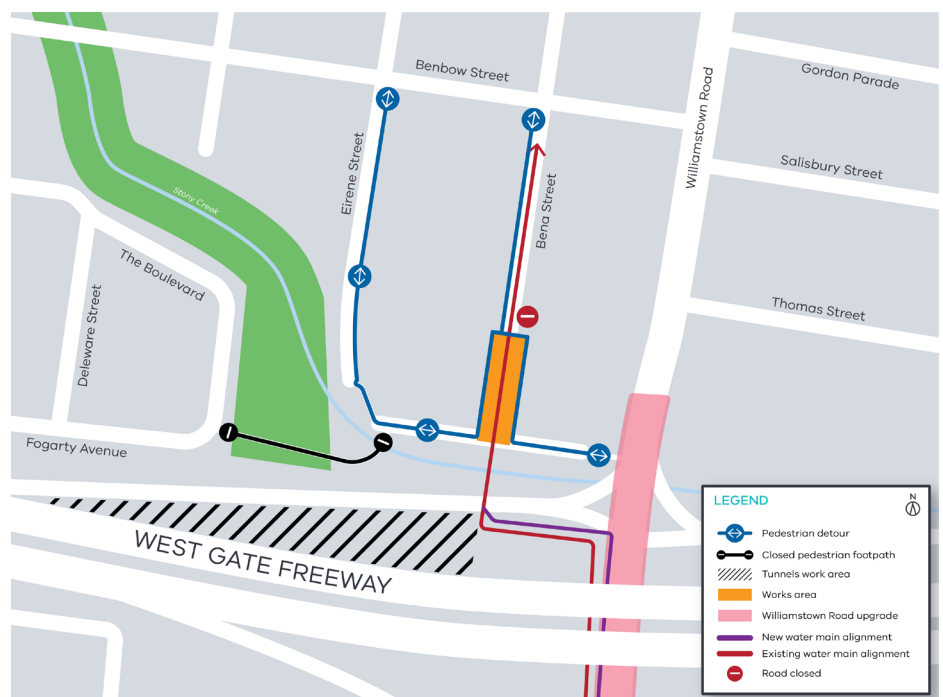 Benbow Street
Gordon Parade
Williamstown Road
Salisbury Street
Eirene Street
Stony Creek
Bena Street
The Boulevard
Deleware Street
Thomas Street
Fogarty Avenue
WEST GATE FREEWAY
LEGEND
N
Pedestrian detour
Closed pedestrian footpath
Tunnels work area
Works area
Williamstown Road upgrade
New water main alignment
Existing water main alignment
Road closed